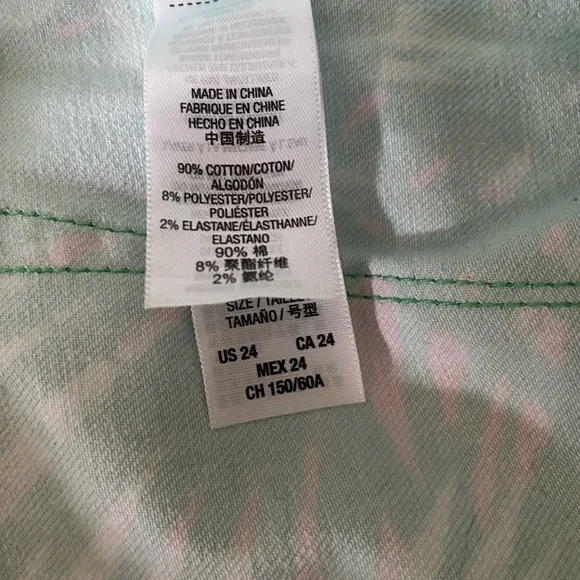 MADE IN CHINA
FABRIQUE EN CHINE
HECHO EN CHINA
中国制造
90% COTTON/COTON/
ALGODÓN
8% POLYESTER/POLYESTER/
POLIÉSTER
2% ELASTANE/ÉLASTHANNE/
ELASTANO
90% 棉
8% 聚酯纤维
2% 氨纶
SIZE / TAILLE /
TAMAÑO / 号型
US 24 CA 24
MEX 24
CH 150/60A